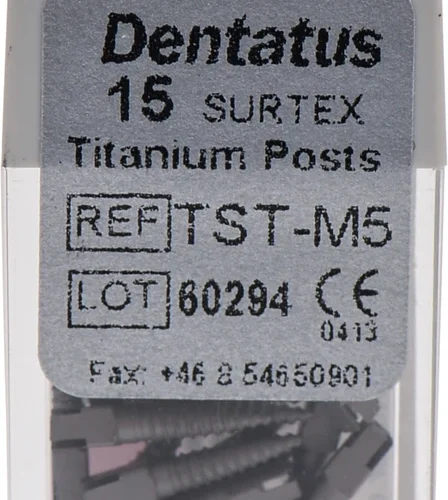 Dentatus
15 SURTEX
Titanium Posts
REF TST-M5
LOT 60294 CE
0413
Fax: +46 8 54650901